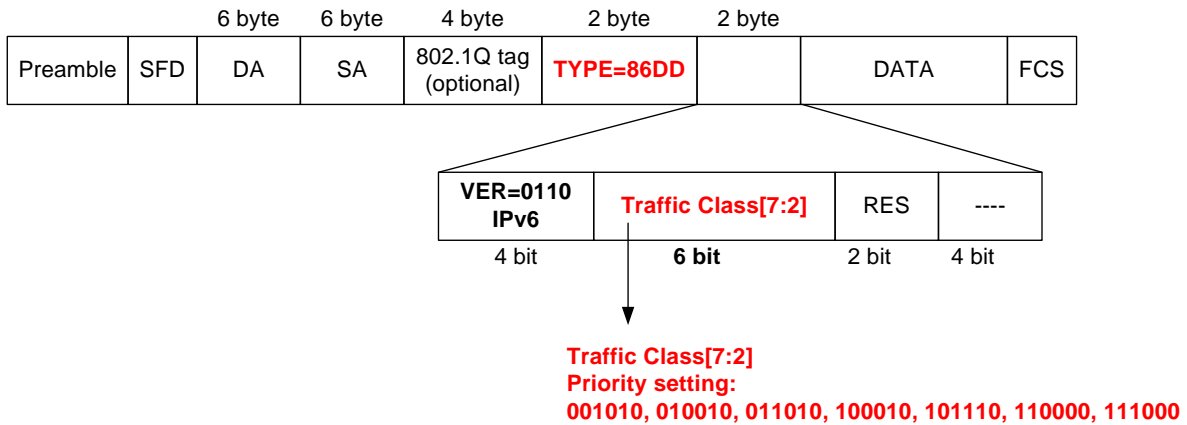 6 byte 6 byte 4 byte 2 byte 2 byte
Preamble SFD DA SA 802.1Q tag (optional) TYPE=86DD DATA FCS
VER=0110 IPv6 Traffic Class[7:2] RES ----
4 bit 6 bit 2 bit 4 bit
Traffic Class[7:2]
Priority setting:
001010, 010010, 011010, 100010, 101110, 110000, 111000